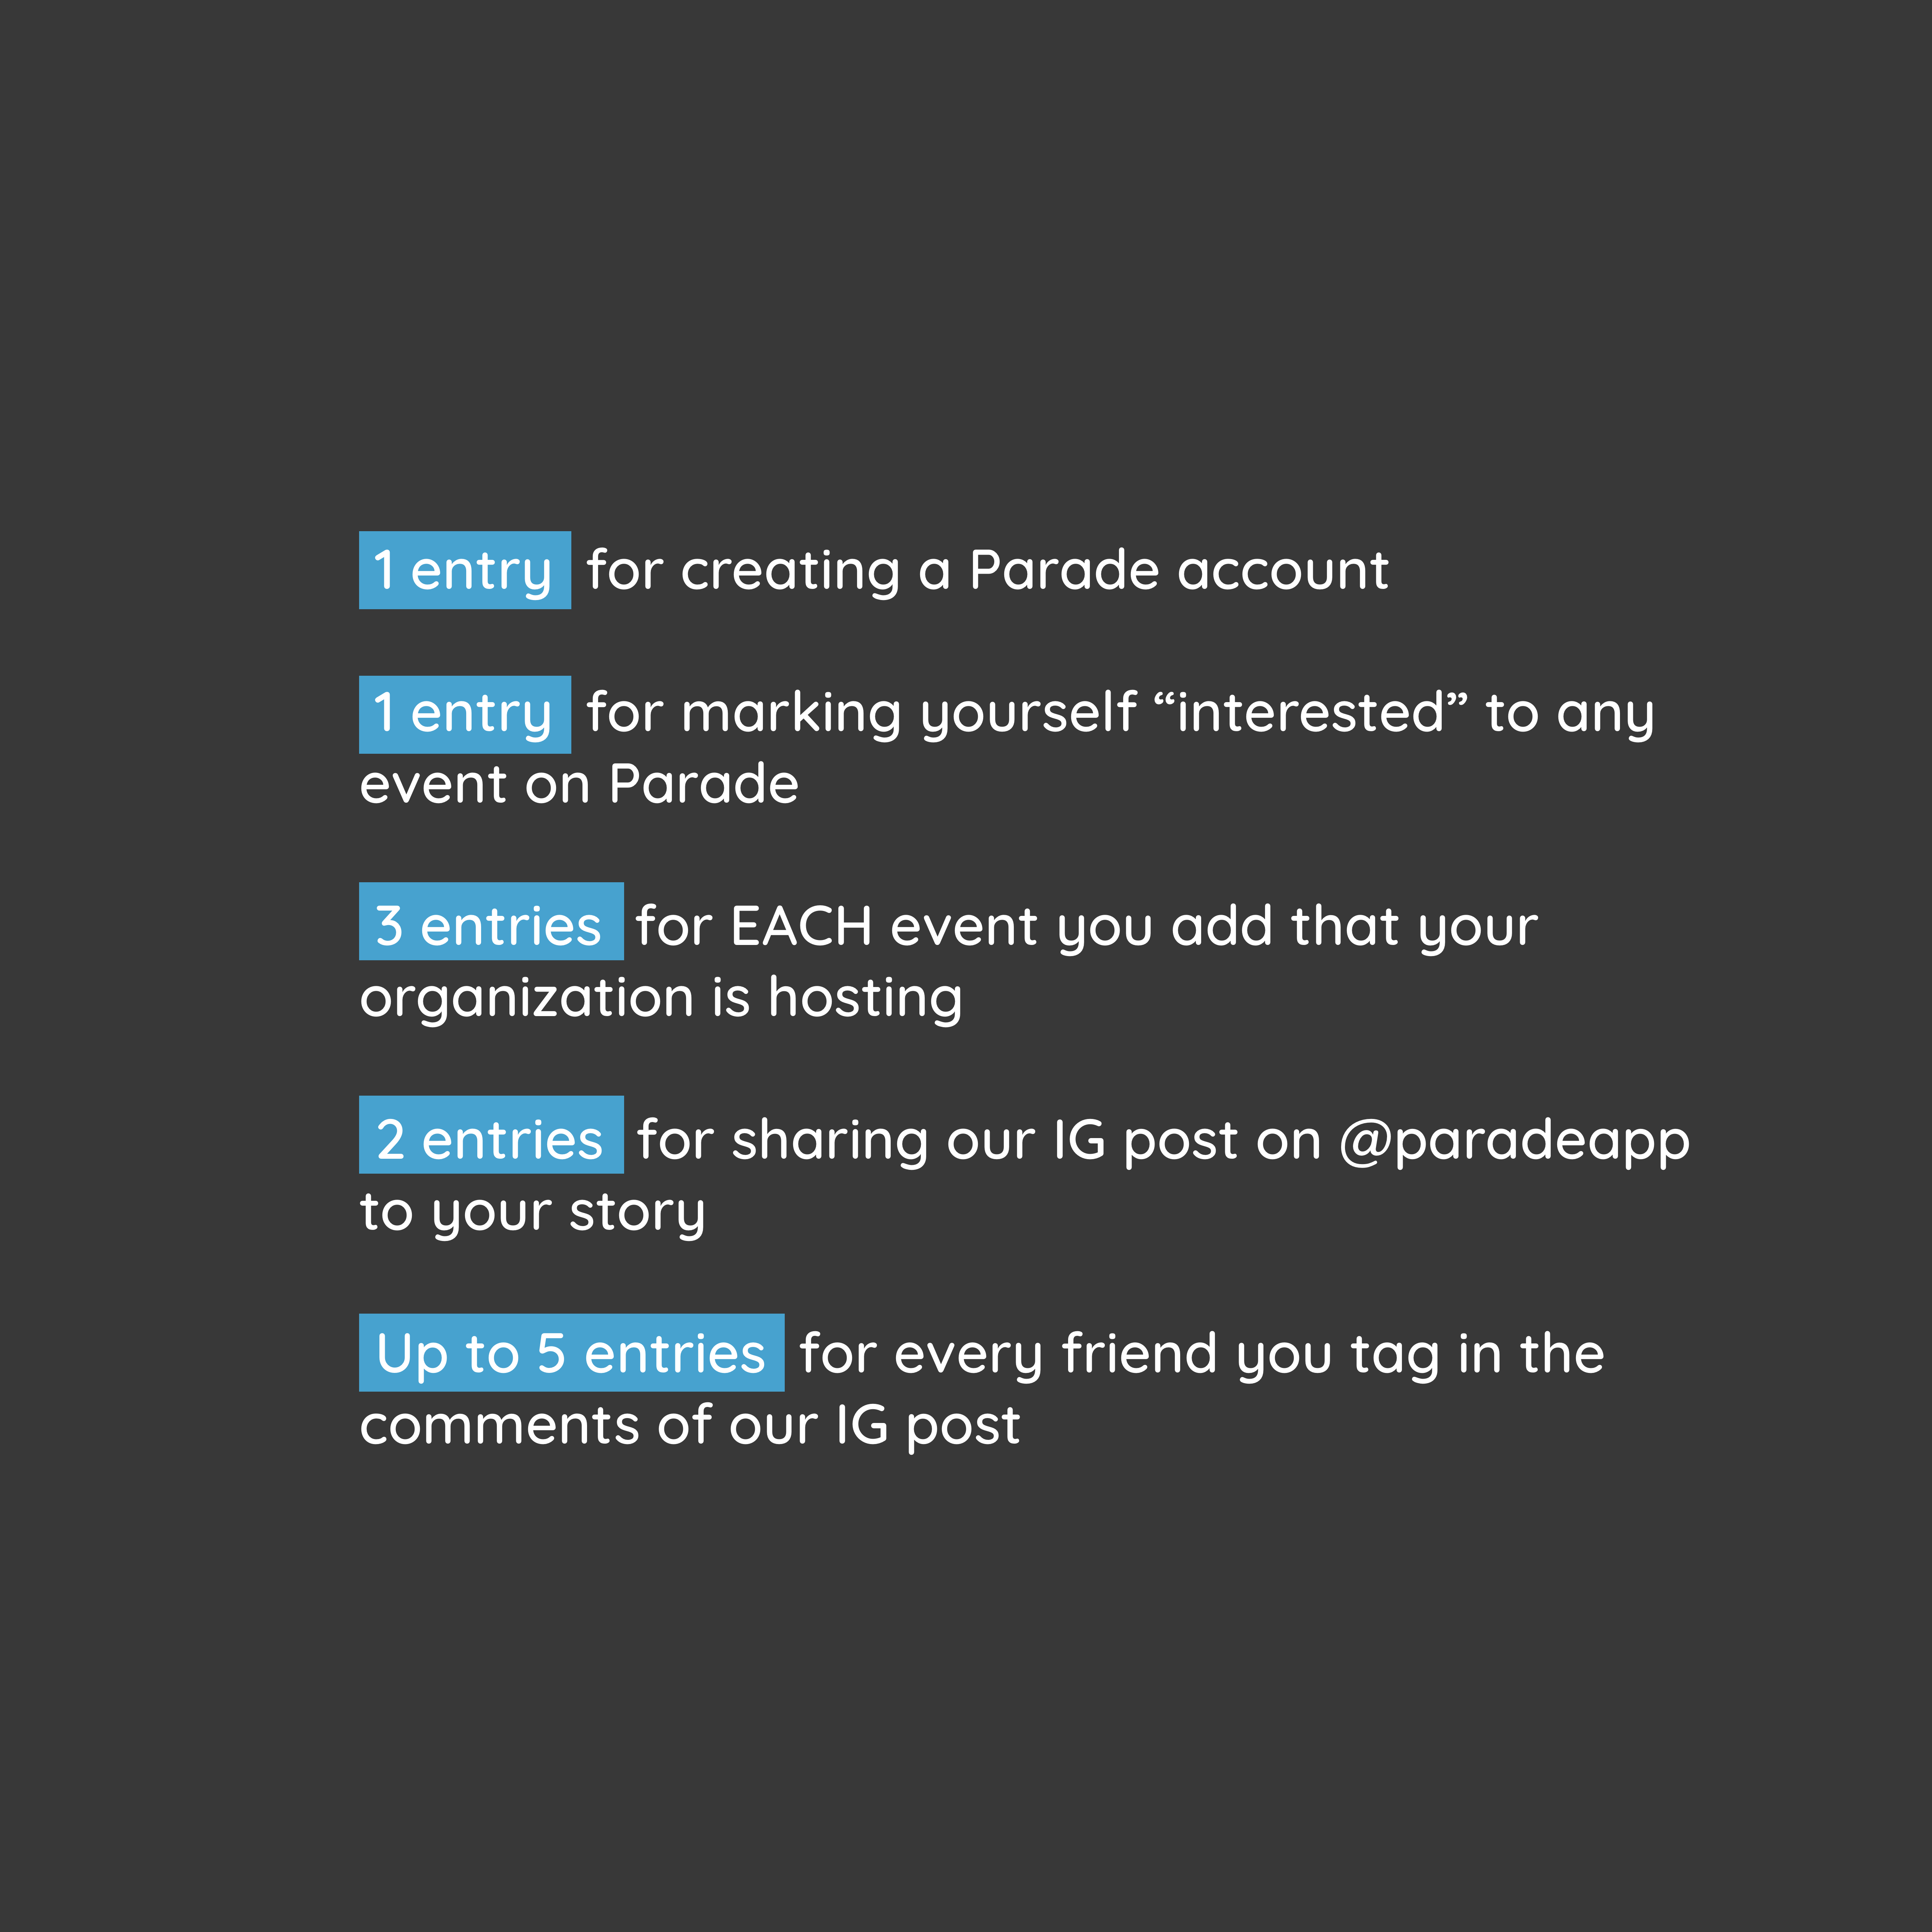 1 entry for creating a Parade account
1 entry for marking yourself “interested” to any
event on Parade
3 entries for EACH event you add that your
organization is hosting
2 entries for sharing our IG post on @paradeapp
to your story
Up to 5 entries for every friend you tag in the
comments of our IG post